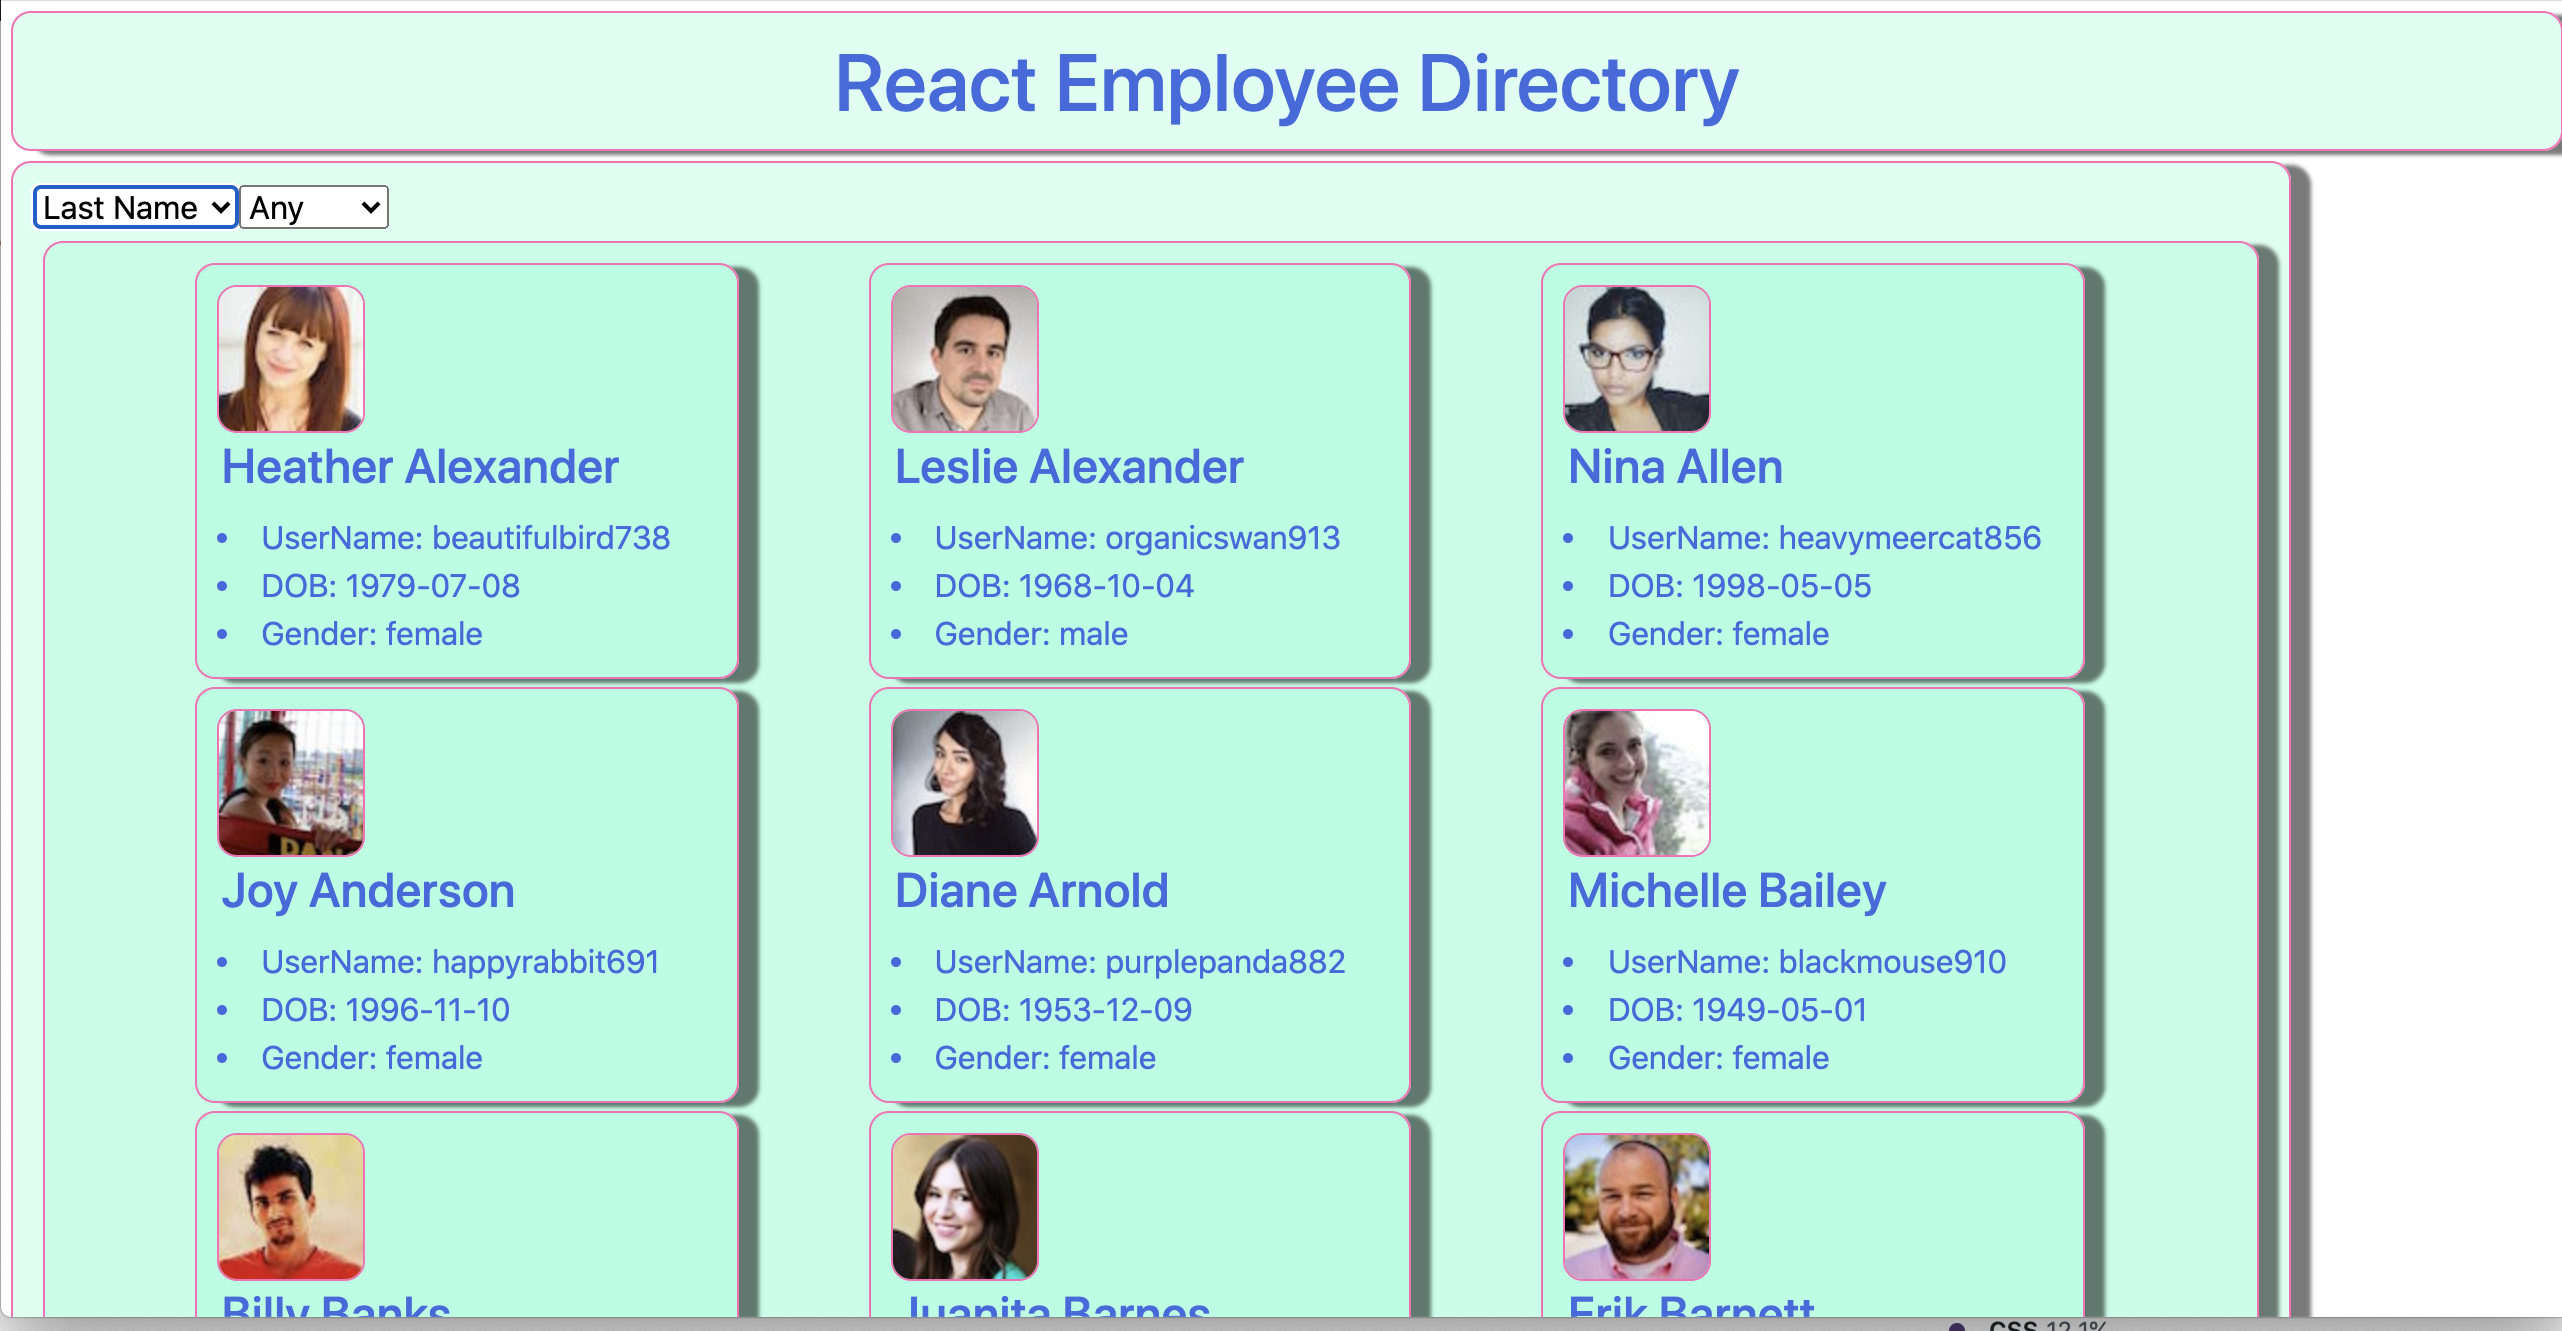 React Employee Directory
Last Name Any
Heather Alexander
UserName: beautifulbird738
DOB: 1979-07-08
Gender: female
Leslie Alexander
UserName: organicswan913
DOB: 1968-10-04
Gender: male
Nina Allen
UserName: heavymeercat856
DOB: 1998-05-05
Gender: female
Joy Anderson
UserName: happyrabbit691
DOB: 1996-11-10
Gender: female
Diane Arnold
UserName: purplepanda882
DOB: 1953-12-09
Gender: female
Michelle Bailey
UserName: blackmouse910
DOB: 1949-05-01
Gender: female
Billy Banks
Juanita Barnes
Erik Barnett
CSS 12.1%